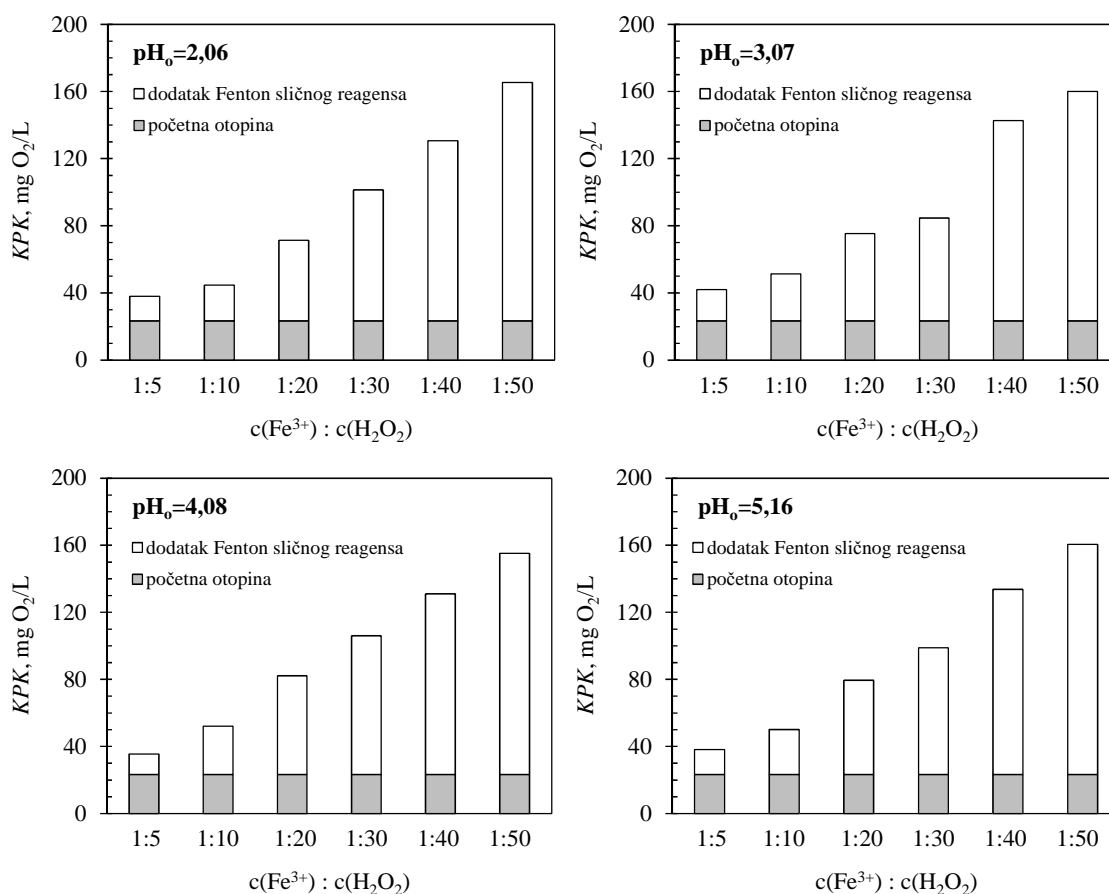 200
160
120
80
40
0
KPK, mg O₂/L
pHₒ=2,06
dodatak Fenton sličnog reagensa
početna otopina
1:5 1:10 1:20 1:30 1:40 1:50
c(Fe³⁺) : c(H₂O₂)
200
160
120
80
40
0
KPK, mg O₂/L
pHₒ=3,07
dodatak Fenton sličnog reagensa
početna otopina
1:5 1:10 1:20 1:30 1:40 1:50
c(Fe³⁺) : c(H₂O₂)
200
160
120
80
40
0
KPK, mg O₂/L
pHₒ=4,08
dodatak Fenton sličnog reagensa
početna otopina
1:5 1:10 1:20 1:30 1:40 1:50
c(Fe³⁺) : c(H₂O₂)
200
160
120
80
40
0
KPK, mg O₂/L
pHₒ=5,16
dodatak Fenton sličnog reagensa
početna otopina
1:5 1:10 1:20 1:30 1:40 1:50
c(Fe³⁺) : c(H₂O₂)